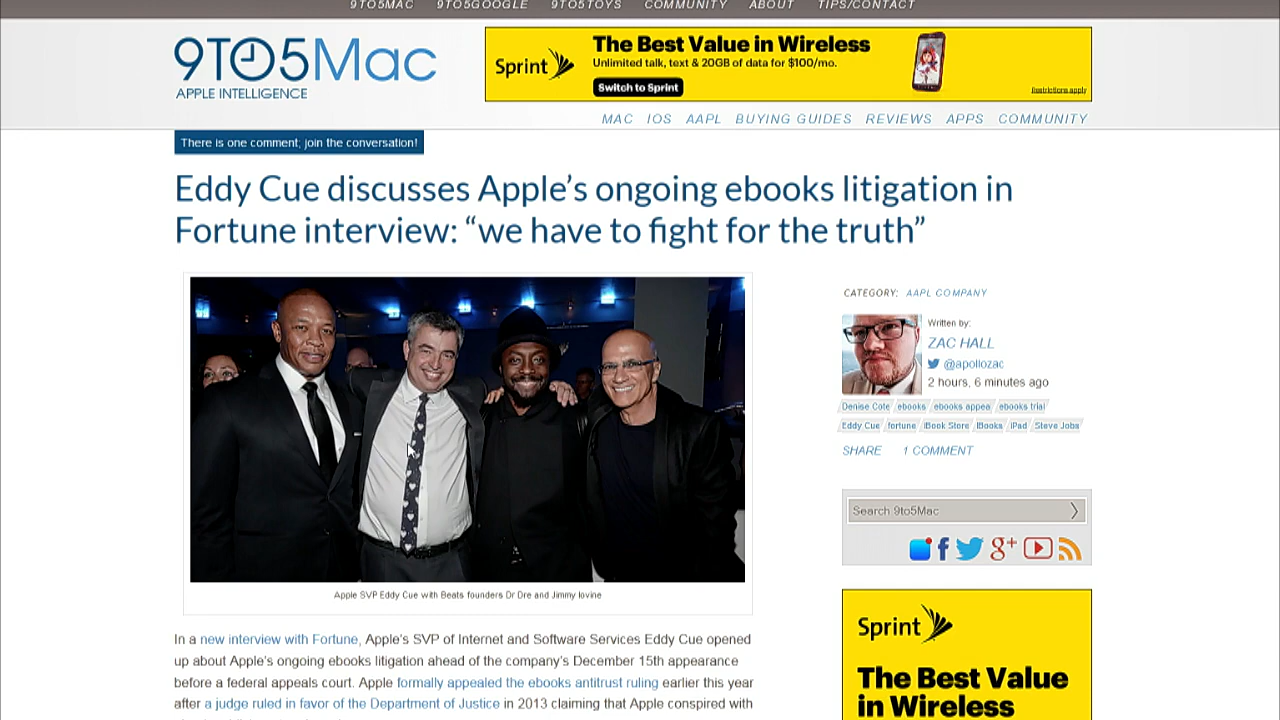 9TO5MAC 9TO5GOOGLE 9TO5TOYS COMMUNITY ABOUT TIPS/CONTACT
9TO5Mac
APPLE INTELLIGENCE
Sprint
The Best Value in Wireless
Unlimited talk, text & 20GB of data for $100/mo.
Switch to Sprint
Restrictions apply
MAC IOS AAPL BUYING GUIDES REVIEWS APPS COMMUNITY
There is one comment; join the conversation!
Eddy Cue discusses Apple's ongoing ebooks litigation in
Fortune interview: “we have to fight for the truth”
Apple SVP Eddy Cue with Beats founders Dr Dre and Jimmy Iovine
In a new interview with Fortune, Apple's SVP of Internet and Software Services Eddy Cue opened
up about Apple's ongoing ebooks litigation ahead of the company's December 15th appearance
before a federal appeals court. Apple formally appealed the ebooks antitrust ruling earlier this year
after a judge ruled in favor of the Department of Justice in 2013 claiming that Apple conspired with
CATEGORY: AAPL COMPANY
Written by:
ZAC HALL
@apollozac
2 hours, 6 minutes ago
Denise Cote ebooks ebooks appea ebooks trial
Eddy Cue fortune iBook Store iBooks iPad Steve Jobs
SHARE 1 COMMENT
Search 9to5Mac
Sprint
The Best Value
in Wireless